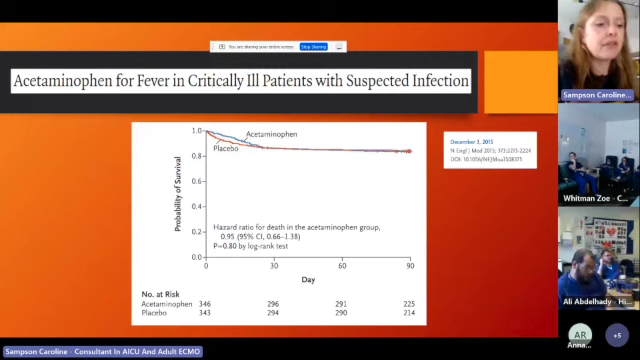 You are sharing your entire screen
Stop Sharing
Acetaminophen for Fever in Critically Ill Patients with Suspected Infection
December 3, 2015
N Engl J Med 2015; 373:2215-2224
DOI: 10.1056/NEJMoa1508375
Probability of Survival
1.0
0.8
0.6
0.4
0.2
0.0
Acetaminophen
Placebo
Hazard ratio for death in the acetaminophen group,
0.95 (95% CI, 0.66–1.38)
P=0.80 by log-rank test
0 30 60 90
Day
No. at Risk
Acetaminophen 346 296 291 225
Placebo 343 294 290 214
Sampson Caroline...
Whitman Zoe - C...
Ali Abdelhady - Hi...
AR
Anna...
+5
Sampson Caroline - Consultant In AICU And Adult ECMO